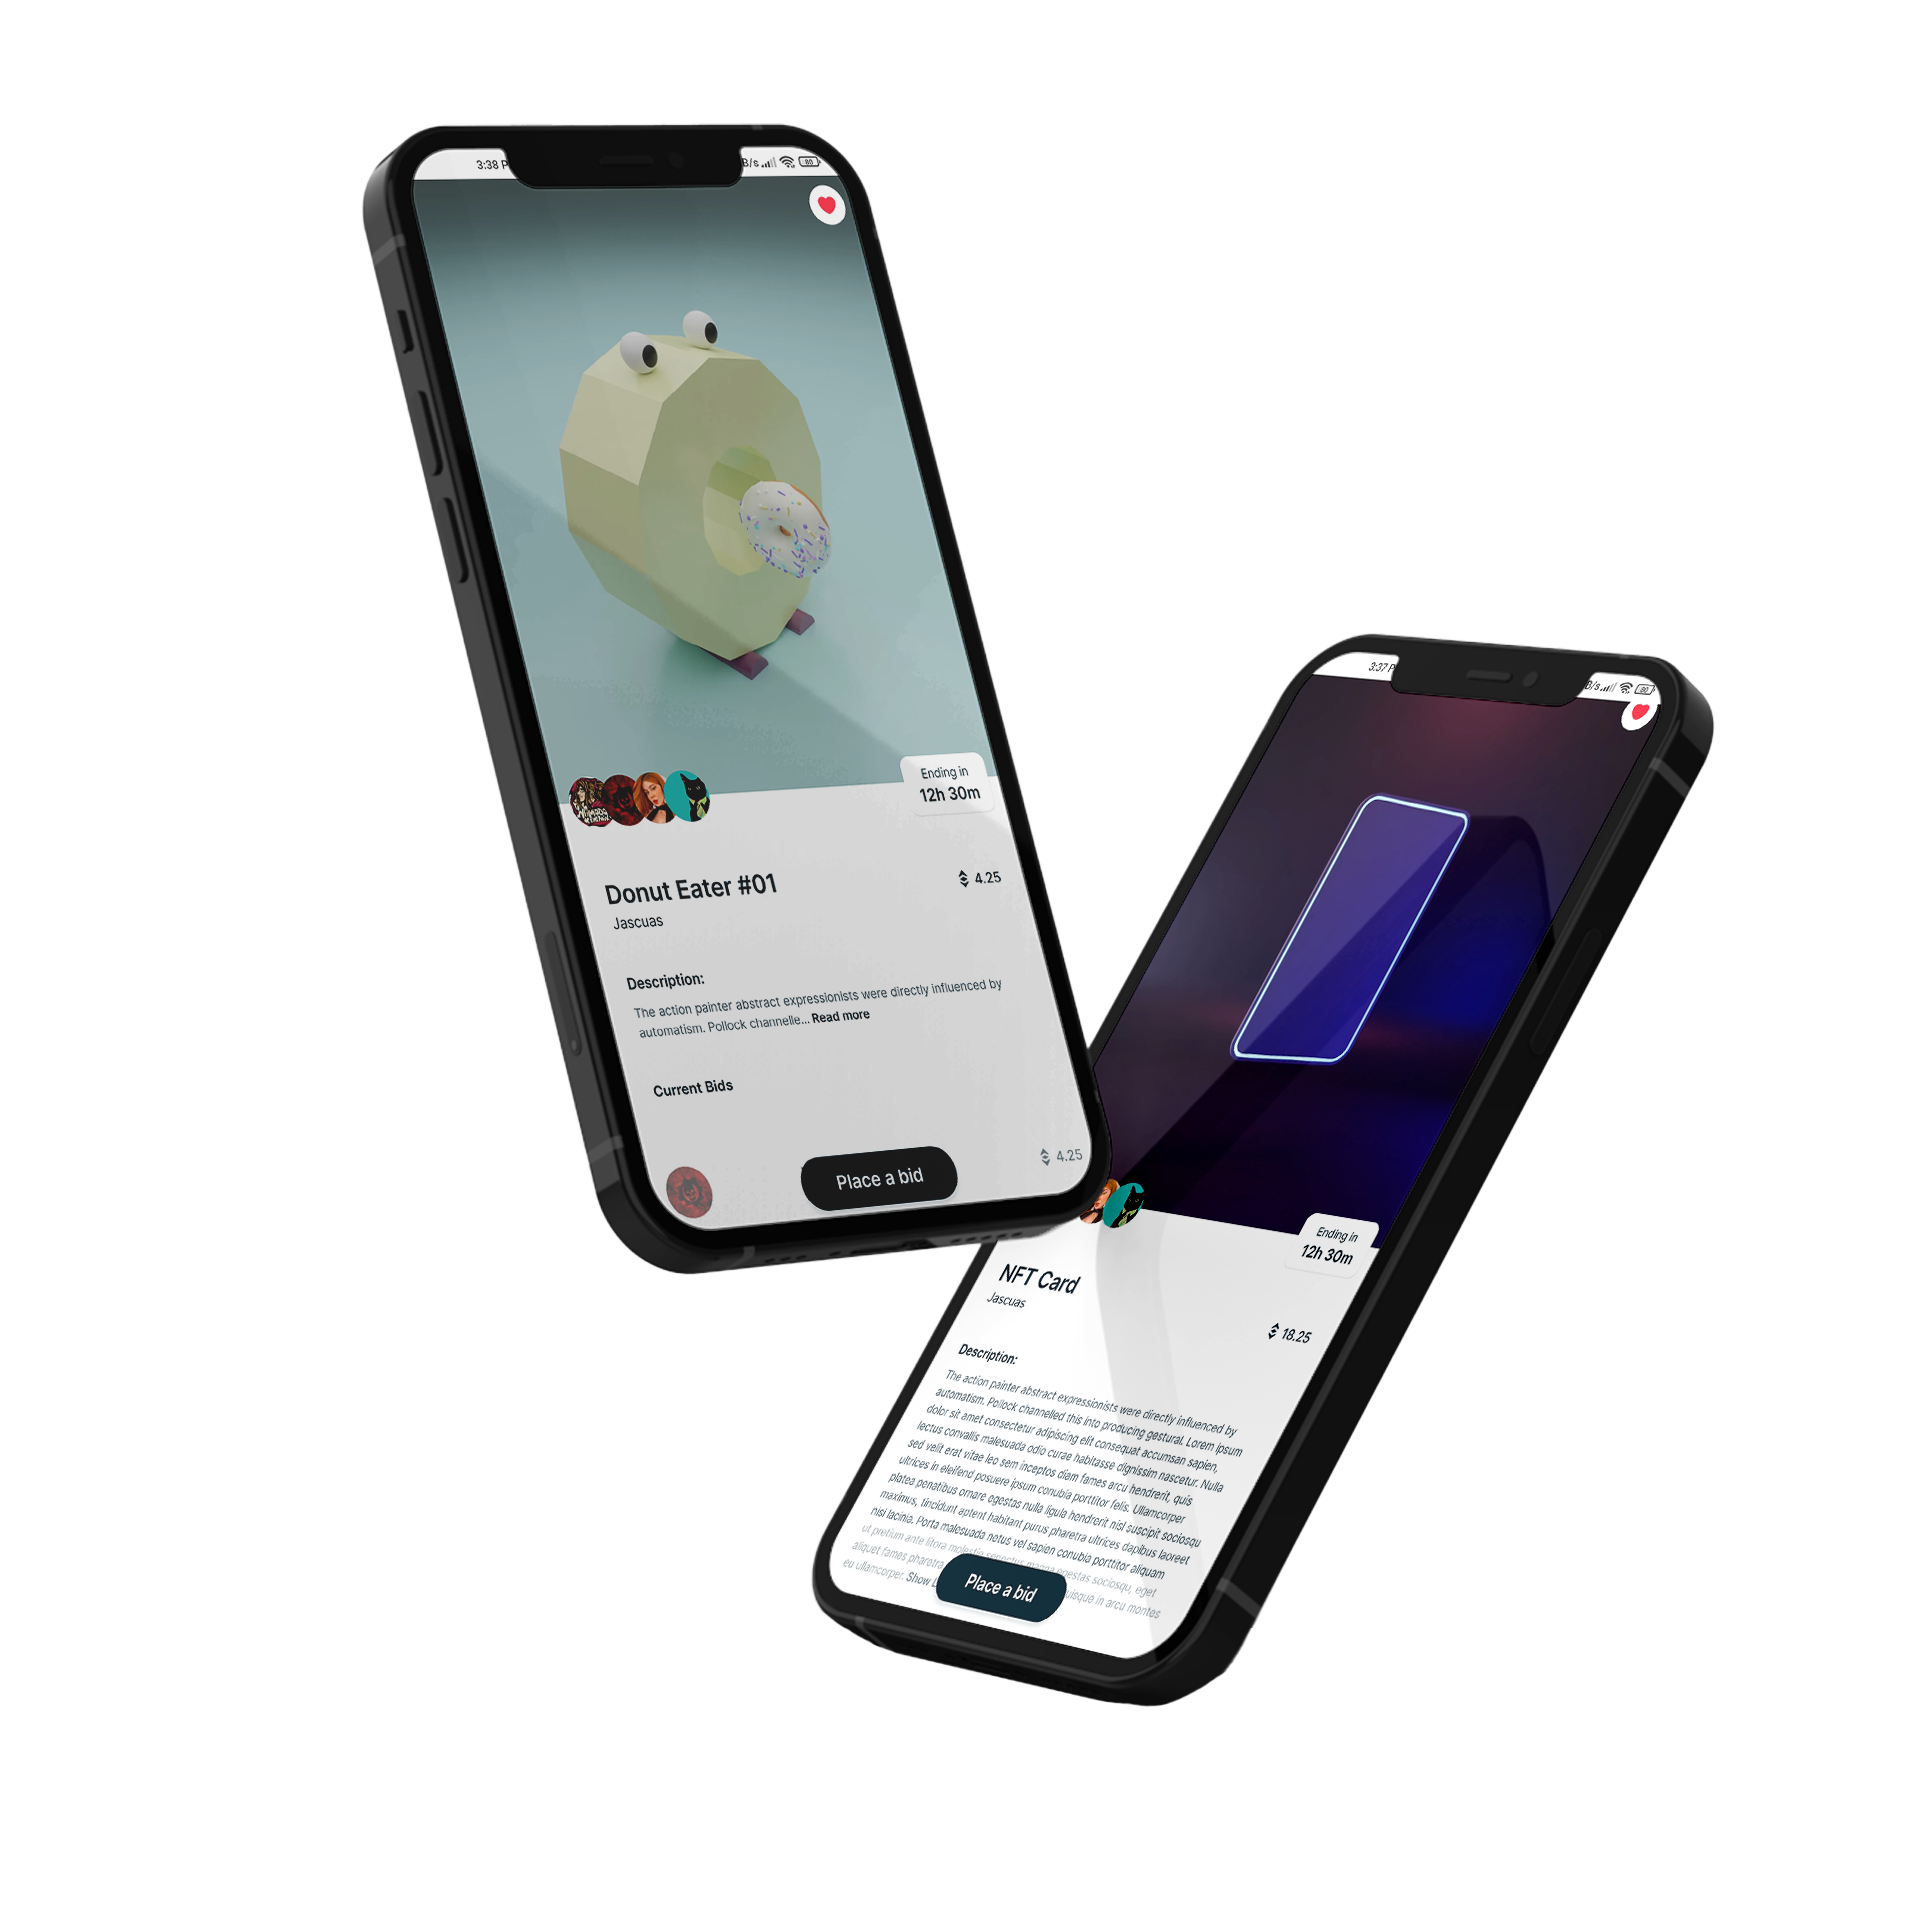 3:38 P
B/s
80
Ending in
12h 30m
Donut Eater #01
4.25
Jascuas
Description:
The action painter abstract expressionists were directly influenced by
automatism. Pollock channelle... Read more
Current Bids
4.25
Place a bid
3:37 P
B/s
80
Ending in
12h 30m
NFT Card
Jascuas
18.25
Description:
The action painter abstract expressionists were directly influenced by
automatism. Pollock channelled this into producing gestural. Lorem ipsum
dolor sit amet consectetur adipiscing elit consequat accumsan sapien,
lectus convallis malesuada odio curae habitasse dignissim nascetur. Nulla
sed velit erat vitae leo sem inceptos diam fames arcu hendrerit, quis
ultrices in eleifend posuere ipsum conubia porttitor felis. Ullamcorper
platea penatibus ornare egestas nulla ligula hendrerit nisl suscipit sociosqu
maximus, tincidunt aptent habitant purus pharetra ultrices dapibus laoreet
nisl lacinia. Porta malesuada netus vel sapien conubia porttitor aliquam
ut pretium ante litora molestie senectus magna egestas sociosqu, eget
aliquet fames pharetra uisque in arcu montes
eu ullamcorper. Show L
Place a bid